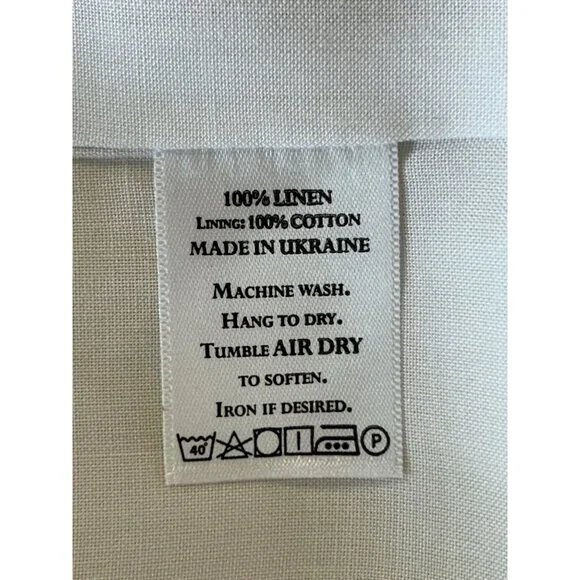 100% LINEN
LINING: 100% COTTON
MADE IN UKRAINE
MACHINE WASH.
HANG TO DRY.
TUMBLE AIR DRY
TO SOFTEN.
IRON IF DESIRED.
40° P